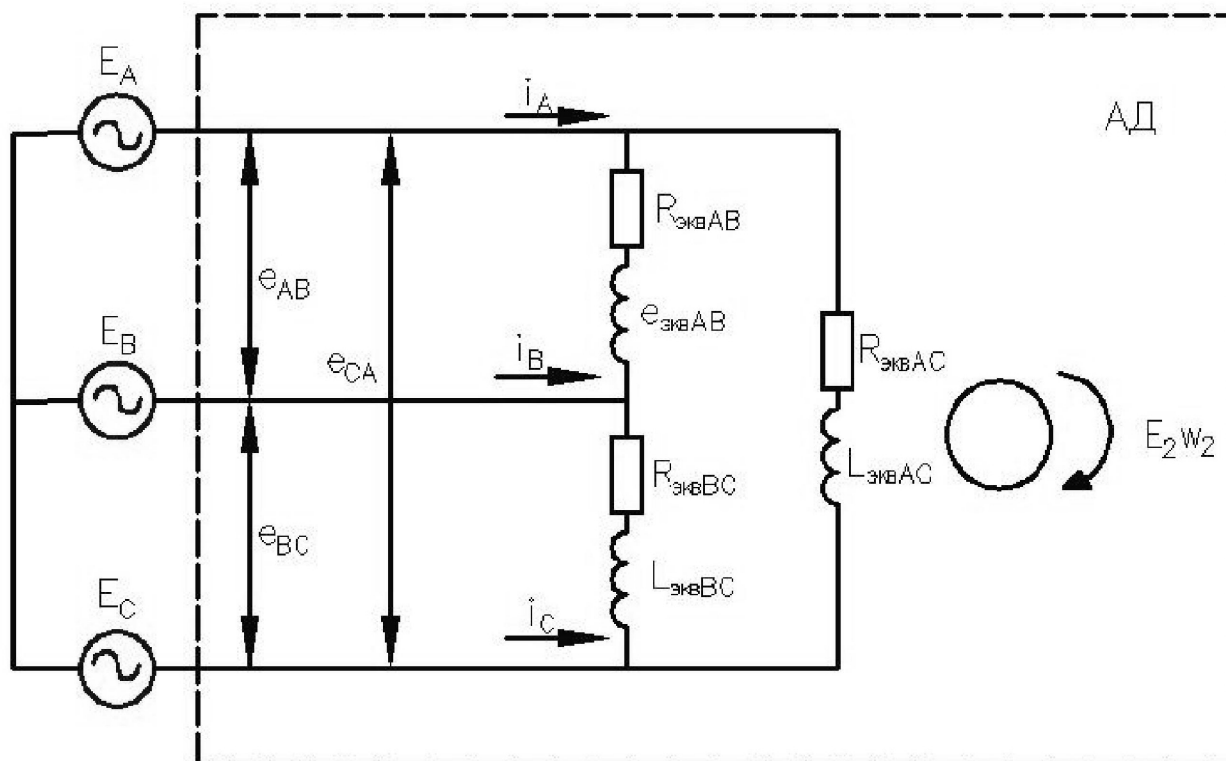 E_A
i_A
АД
R_эквAB
e_AB
e_эквAB
E_B
i_B
e_CA
R_эквAC
E_2 w_2
L_эквAC
R_эквBC
e_BC
L_эквBC
E_C
i_C